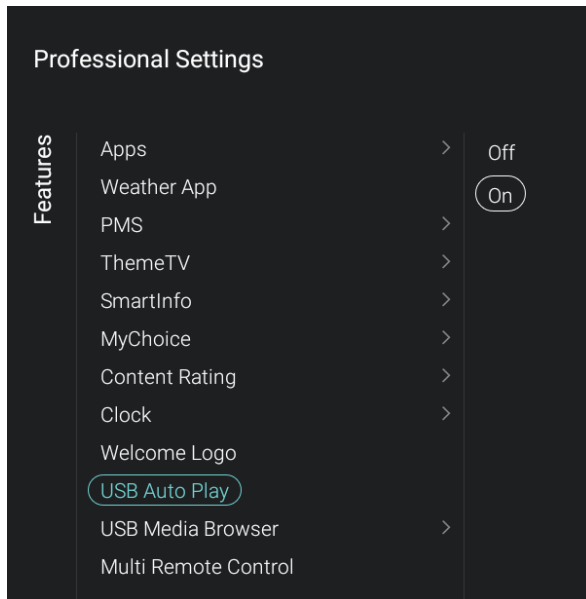 Professional Settings
Features
Apps
Weather App
PMS
ThemeTV
SmartInfo
MyChoice
Content Rating
Clock
Welcome Logo
USB Auto Play
USB Media Browser
Multi Remote Control
Off
On